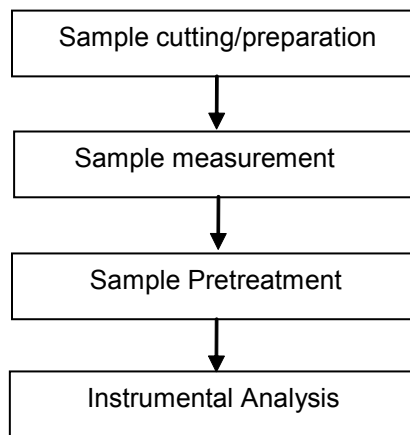 Sample cutting/preparation
Sample measurement
Sample Pretreatment
Instrumental Analysis